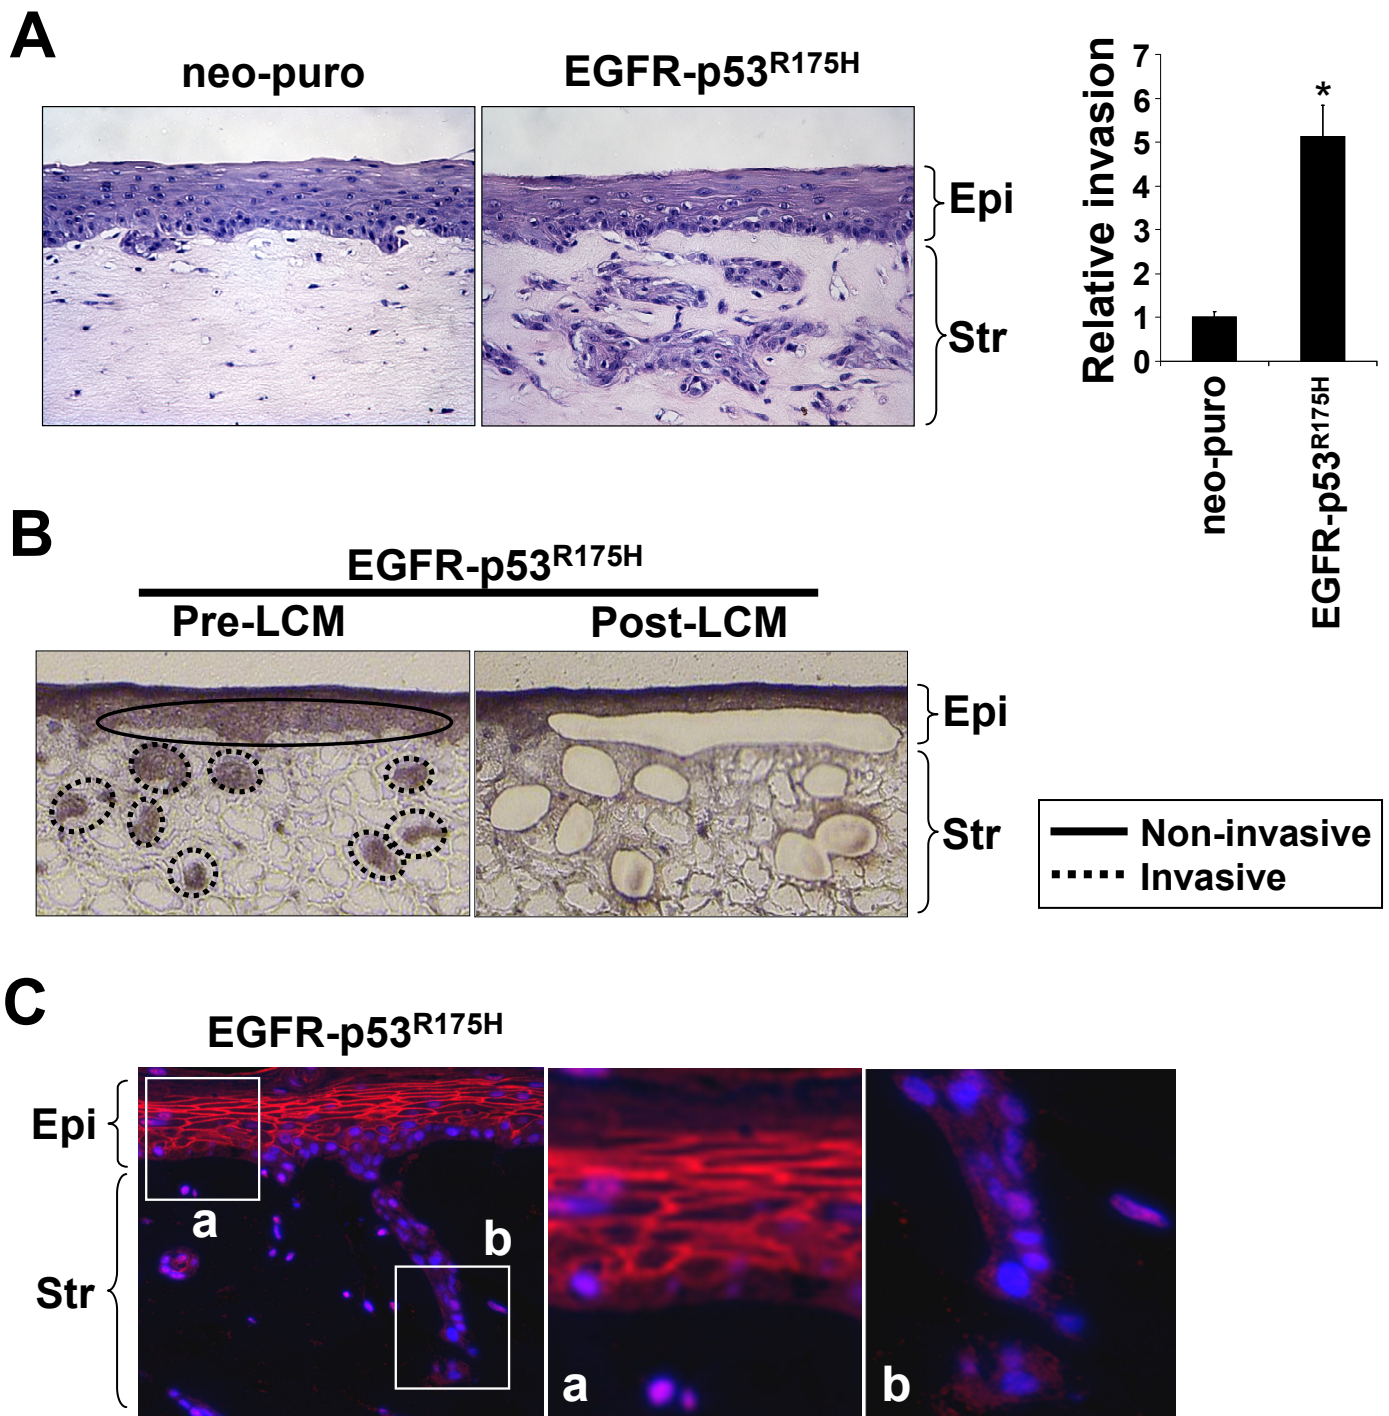 A
neo-puro
EGFR-p53R175H
Epi
Str
Relative invasion
7
6
5
4
3
2
1
0
*
neo-puro
EGFR-p53R175H
B
EGFR-p53R175H
Pre-LCM
Post-LCM
Epi
Str
Non-invasive
Invasive
C
EGFR-p53R175H
Epi
Str
a
b
a
b